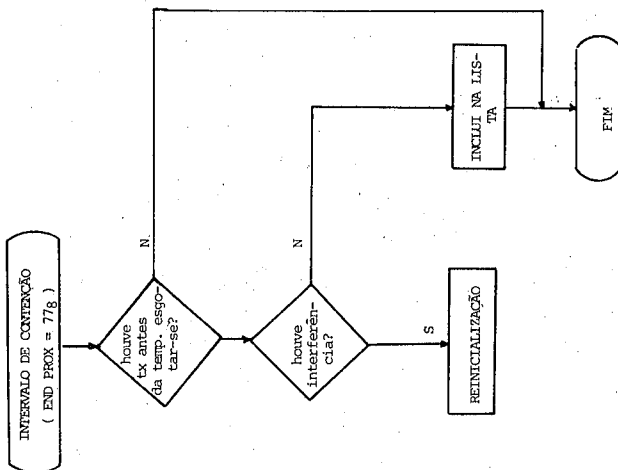 INTERVALO DE CONTENÇÃO
( END PROX = 77₈ )
houve
tx antes
da temp. esgo-
tar-se?
N
houve
interferên-
cia?
N
S
REINICIALIZAÇÃO
INCLUI NA LIS-
TA
FIM